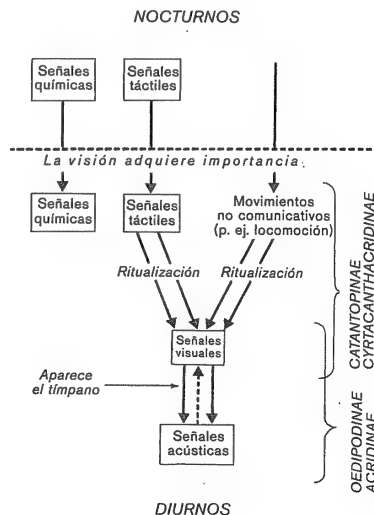 NOCTURNOS
Señales
químicas
Señales
táctiles
La visión adquiere importancia.
Señales
químicas
Señales
táctiles
Movimientos
no comunicativos
(p. ej. locomoción)
Ritualización
Ritualización
Señales
visuales
Aparece
el tímpano
Señales
acústicas
DIURNOS
CATANTOPINAE
CYRTACANTHACRIDINAE
OEDIPODINAE
ACRIDINAE